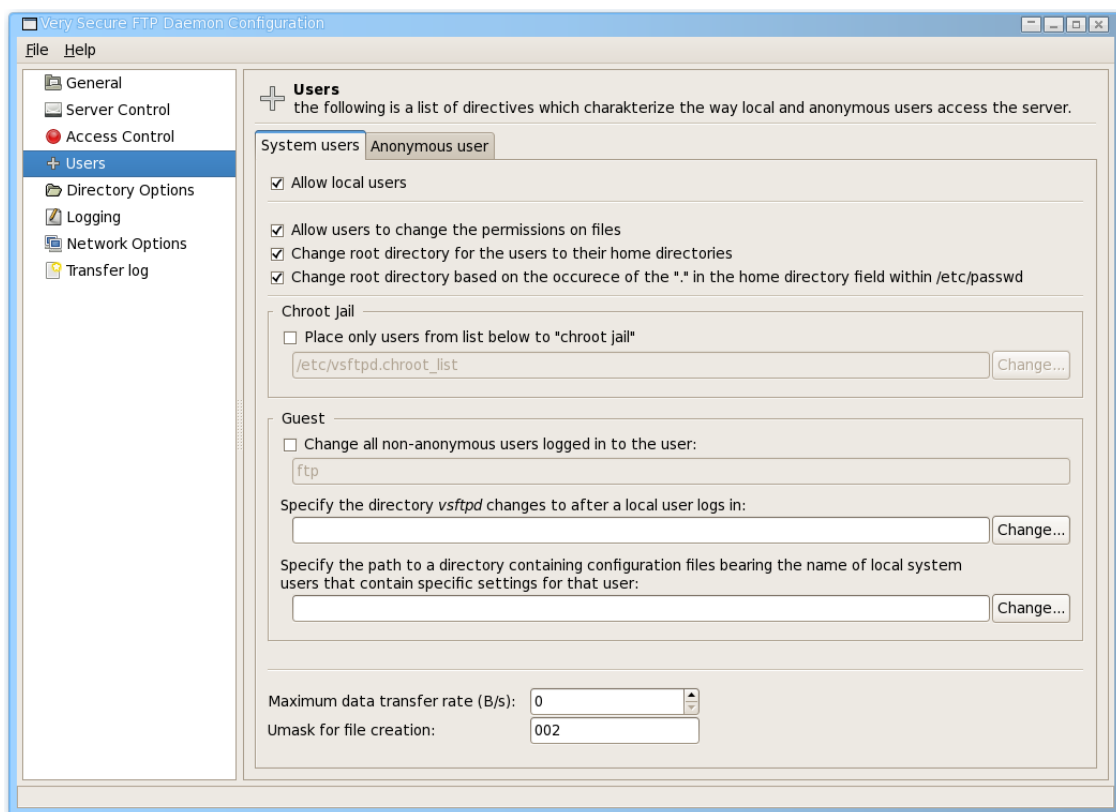 Very Secure FTP Daemon Configuration
File Help
General
Server Control
Access Control
Users
Directory Options
Logging
Network Options
Transfer log
Users
the following is a list of directives which charakterize the way local and anonymous users access the server.
System users Anonymous user
Allow local users
Allow users to change the permissions on files
Change root directory for the users to their home directories
Change root directory based on the occurece of the "." in the home directory field within /etc/passwd
Chroot Jail
Place only users from list below to "chroot jail"
/etc/vsftpd.chroot_list Change...
Guest
Change all non-anonymous users logged in to the user:
ftp
Specify the directory vsftpd changes to after a local user logs in:
Change...
Specify the path to a directory containing configuration files bearing the name of local system
users that contain specific settings for that user:
Change...
Maximum data transfer rate (B/s): 0
Umask for file creation: 002